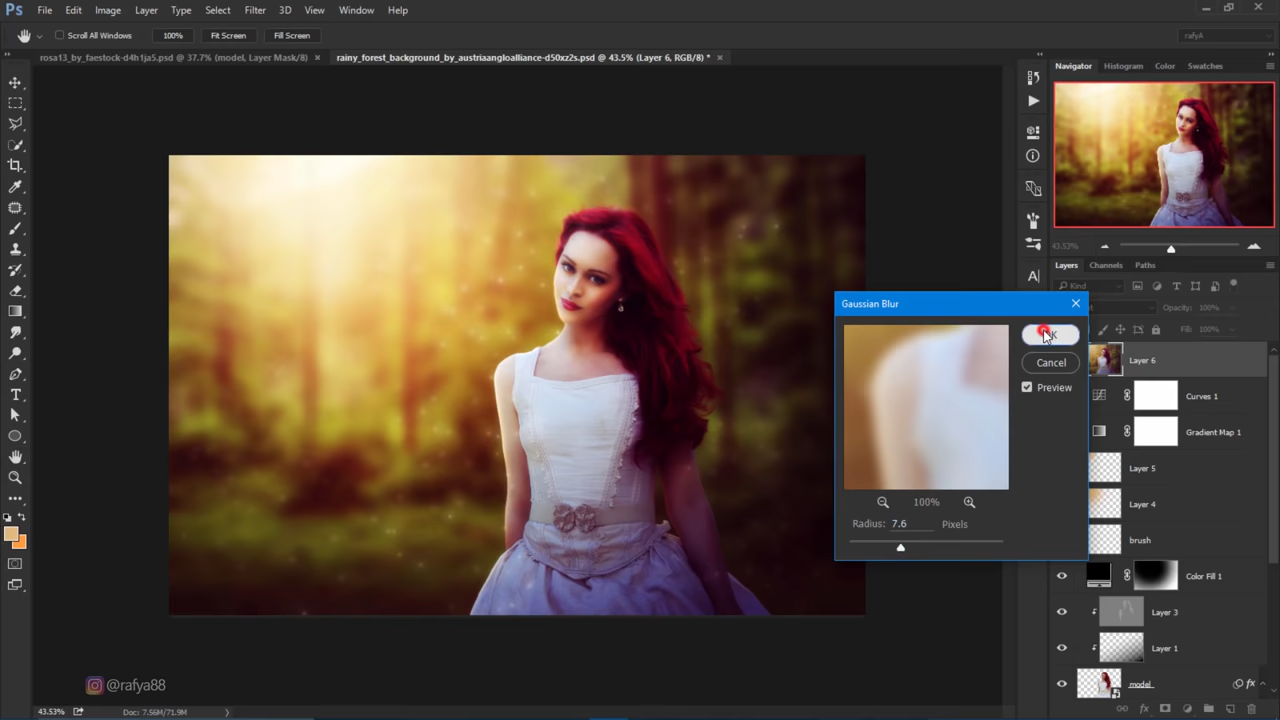 Ps File Edit Image Layer Type Select Filter 3D View Window Help
Scroll All Windows 100% Fit Screen Fill Screen rafyA
rosa13_by_faestock-d4h1ja5.psd @ 37.7% (model, Layer Mask/8) × rainy_forest_background_by_austriaangloalliance-d50xz2s.psd @ 43.5% (Layer 6, RGB/8) * ×
Navigator Histogram Color Swatches
43.53%
Layers Channels Paths
Kind
Opacity: 100%
Fill: 100%
Gaussian Blur
Cancel
Preview
100%
Radius: 7.6 Pixels
Layer 6
Curves 1
Gradient Map 1
Layer 5
Layer 4
brush
Color Fill 1
Layer 3
Layer 1
model
fx
@rafya88
43.53% Doc: 7.56M/71.9M
fx